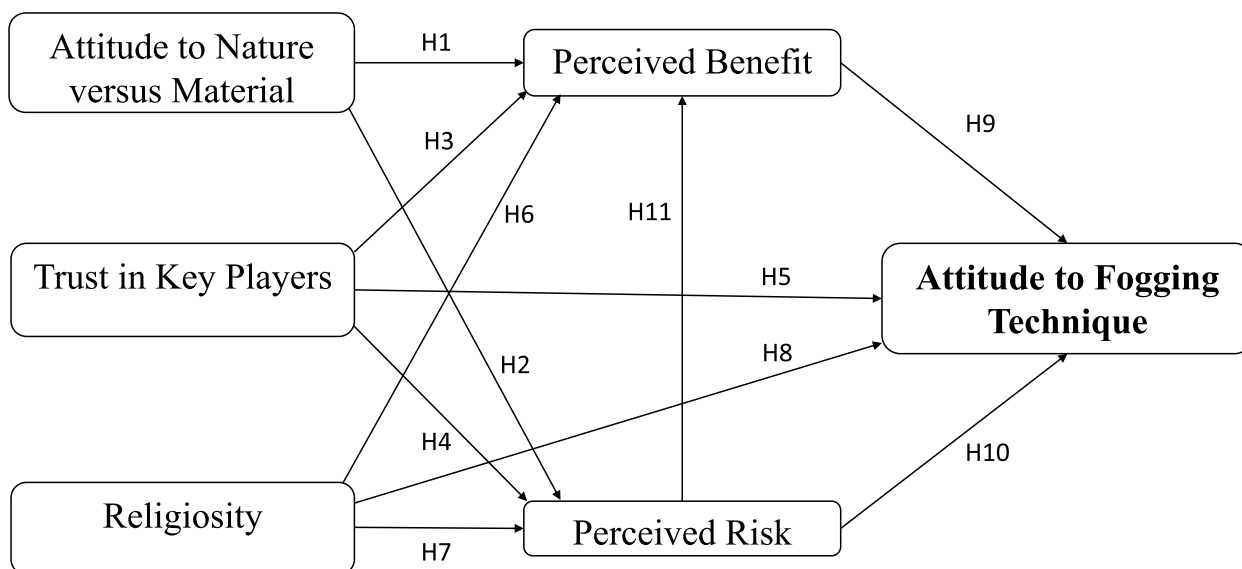 Attitude to Nature
versus Material
H1
Perceived Benefit
H3
H9
H6
H11
Trust in Key Players
H5
Attitude to Fogging
Technique
H8
H2
H4
H10
Religiosity
H7
Perceived Risk